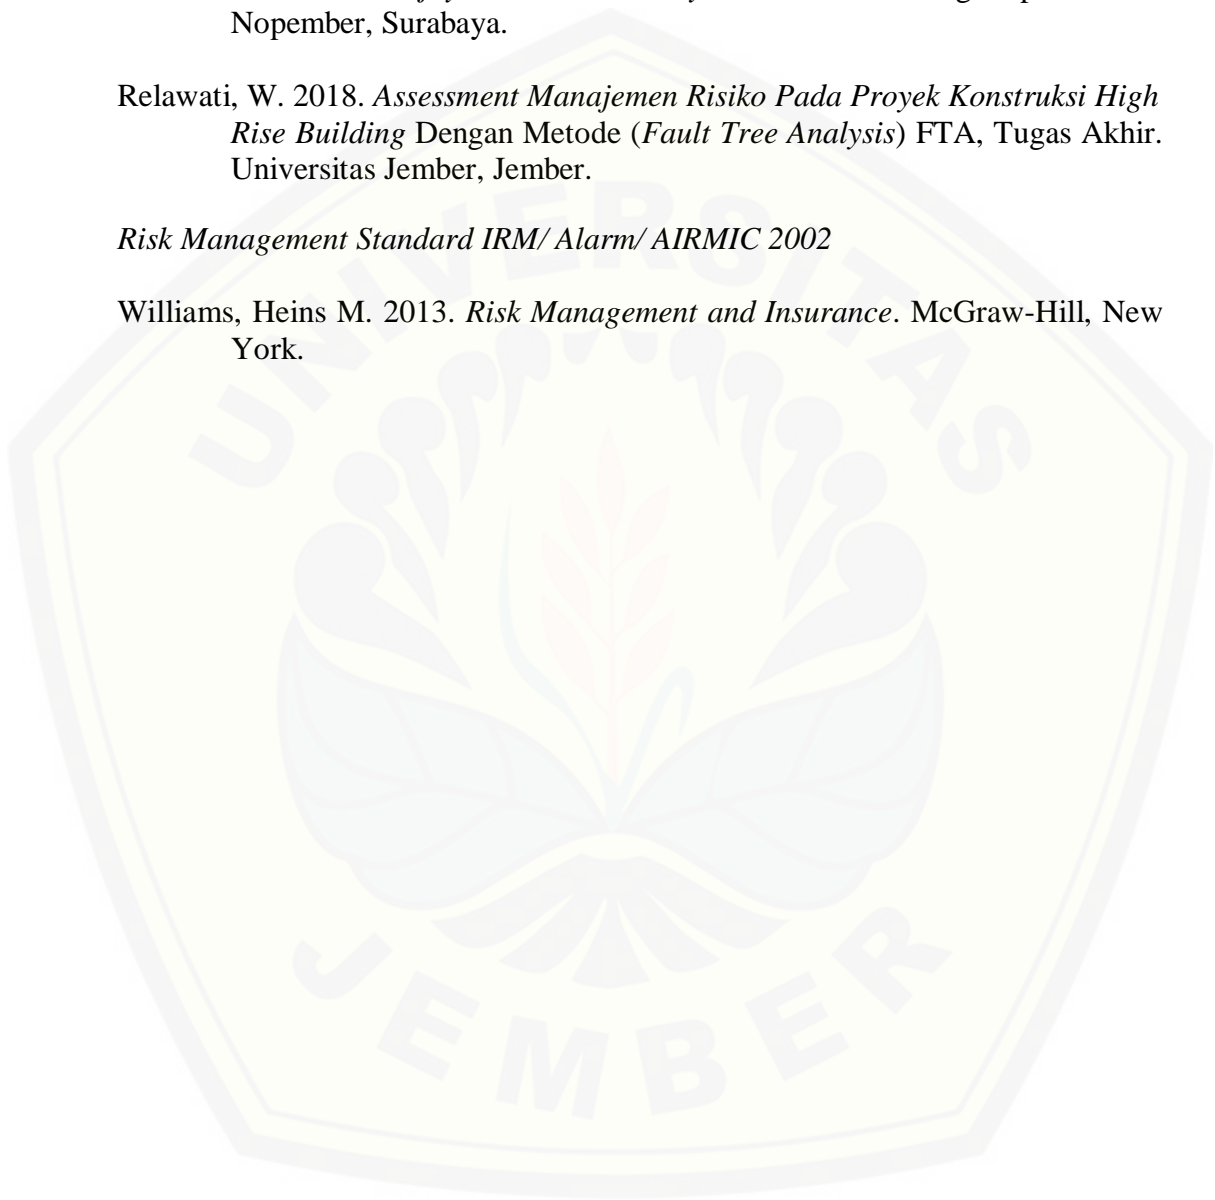 Nopember, Surabaya.
Relawati, W. 2018. Assessment Manajemen Risiko Pada Proyek Konstruksi High
Rise Building Dengan Metode (Fault Tree Analysis) FTA, Tugas Akhir.
Universitas Jember, Jember.
Risk Management Standard IRM/ Alarm/ AIRMIC 2002
Williams, Heins M. 2013. Risk Management and Insurance. McGraw-Hill, New
York.
UNIVERSITAS
JEMBER